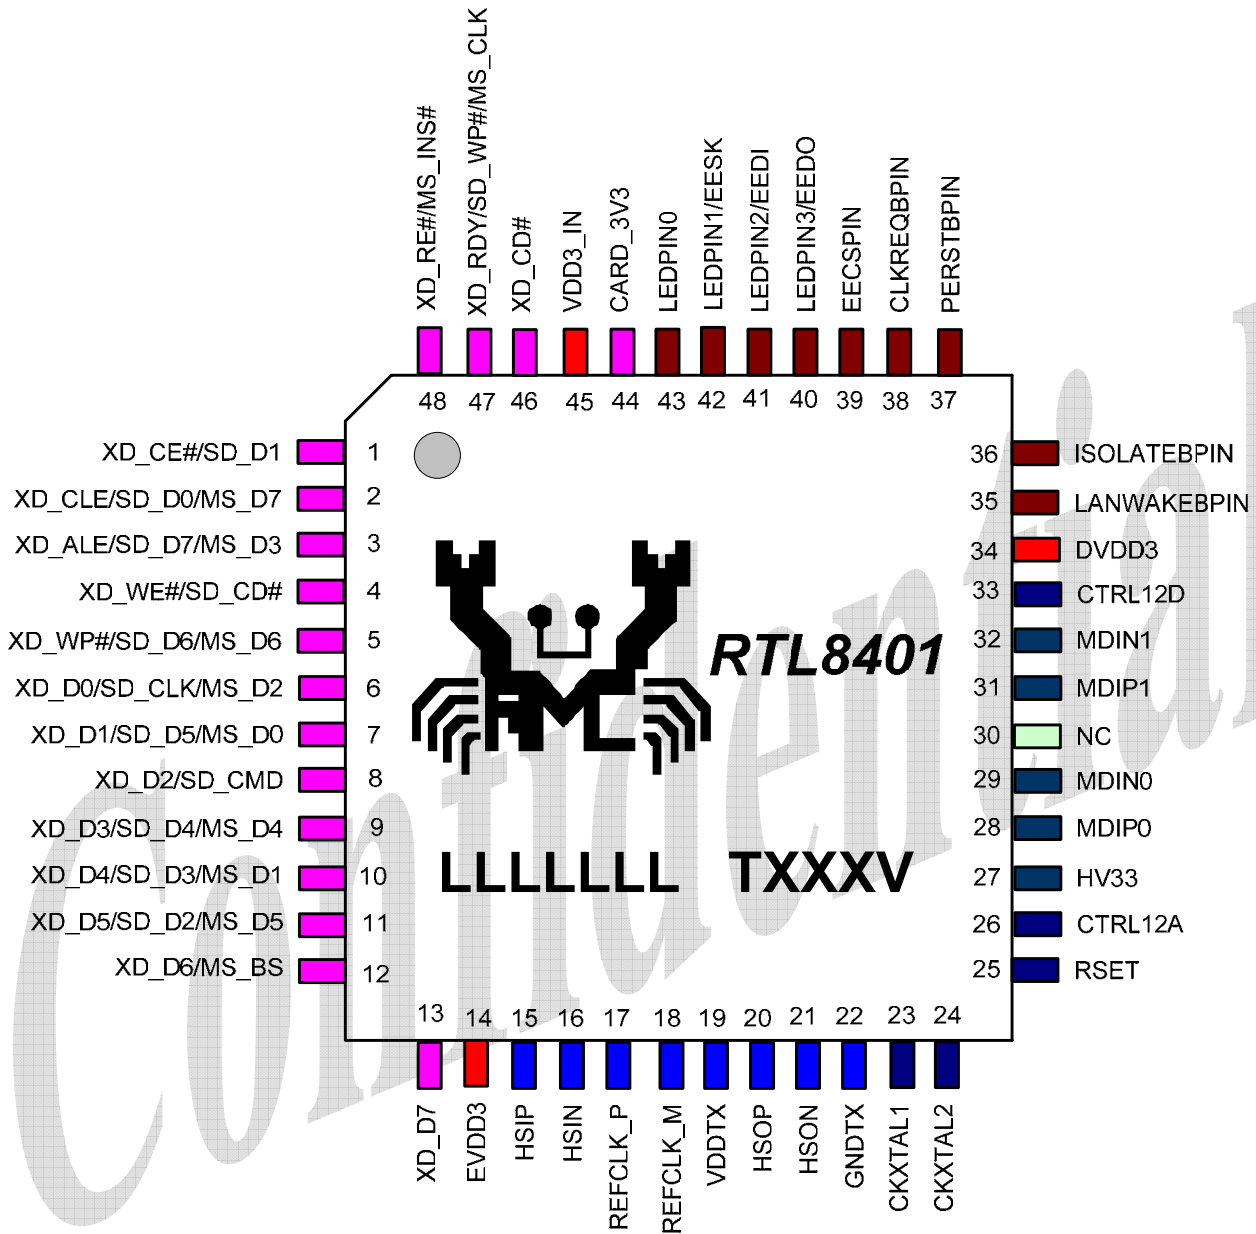 XD_RE#/MS_INS#
XD_RDY/SD_WP#/MS_CLK
XD_CD#
VDD3_IN
CARD_3V3
LEDPIN0
LEDPIN1/EESK
LEDPIN2/EEDI
LEDPIN3/EEDO
EECSPIN
CLKREQBPIN
PERSTBPIN
48 47 46 45 44 43 42 41 40 39 38 37
XD_CE#/SD_D1 1
XD_CLE/SD_D0/MS_D7 2
XD_ALE/SD_D7/MS_D3 3
XD_WE#/SD_CD# 4
XD_WP#/SD_D6/MS_D6 5
XD_D0/SD_CLK/MS_D2 6
XD_D1/SD_D5/MS_D0 7
XD_D2/SD_CMD 8
XD_D3/SD_D4/MS_D4 9
XD_D4/SD_D3/MS_D1 10
XD_D5/SD_D2/MS_D5 11
XD_D6/MS_BS 12
RTL8401
LLLLLLL TXXXV
36 ISOLATEBPIN
35 LANWAKEBPIN
34 DVDD3
33 CTRL12D
32 MDIN1
31 MDIP1
30 NC
29 MDIN0
28 MDIP0
27 HV33
26 CTRL12A
25 RSET
13 14 15 16 17 18 19 20 21 22 23 24
XD_D7
EVDD3
HSIP
HSIN
REFCLK_P
REFCLK_M
VDDTX
HSOP
HSON
GNDTX
CKXTAL1
CKXTAL2
Confidential